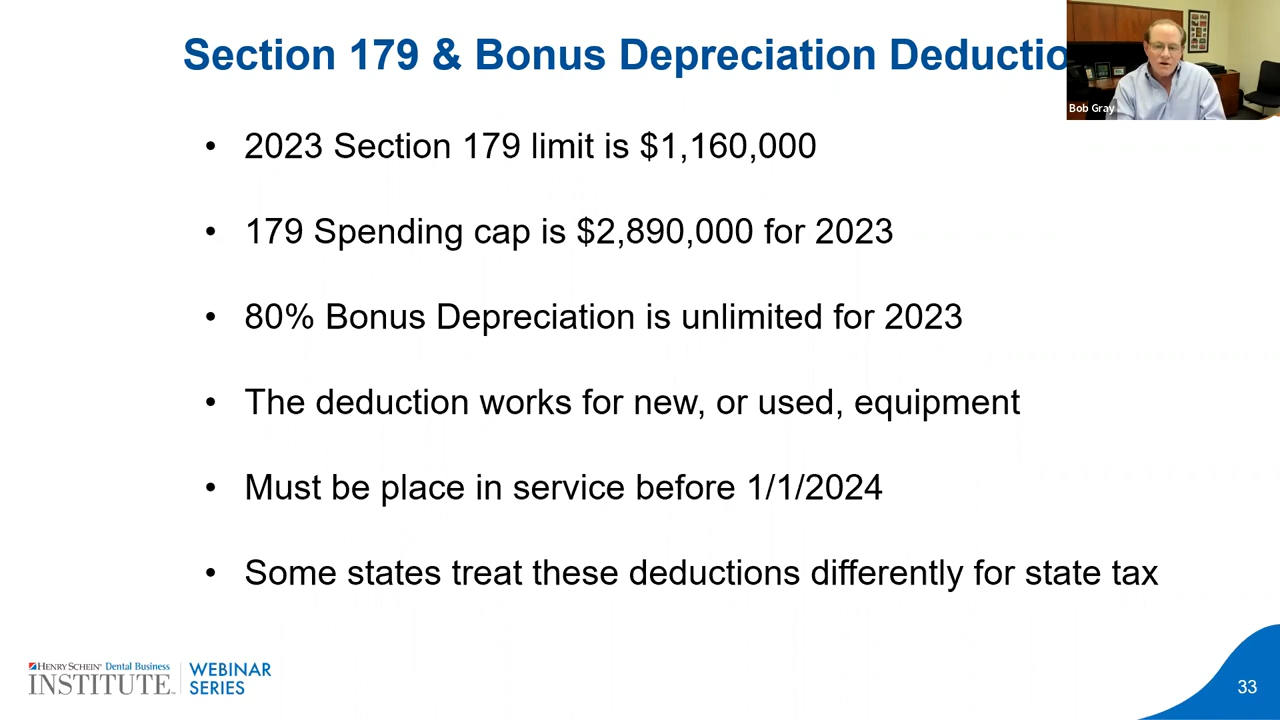 Section 179 & Bonus Depreciation Deductio
Bob Gray
• 2023 Section 179 limit is $1,160,000
• 179 Spending cap is $2,890,000 for 2023
• 80% Bonus Depreciation is unlimited for 2023
• The deduction works for new, or used, equipment
• Must be place in service before 1/1/2024
• Some states treat these deductions differently for state tax
HENRY SCHEIN® Dental Business
INSTITUTE™
WEBINAR
SERIES
33